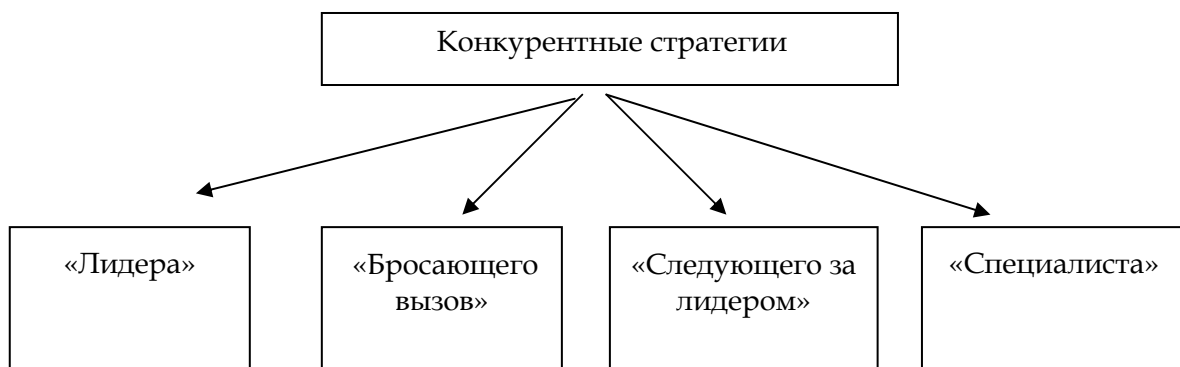 Конкурентные стратегии
«Лидера»
«Бросающего
вызов»
«Следующего за
лидером»
«Специалиста»